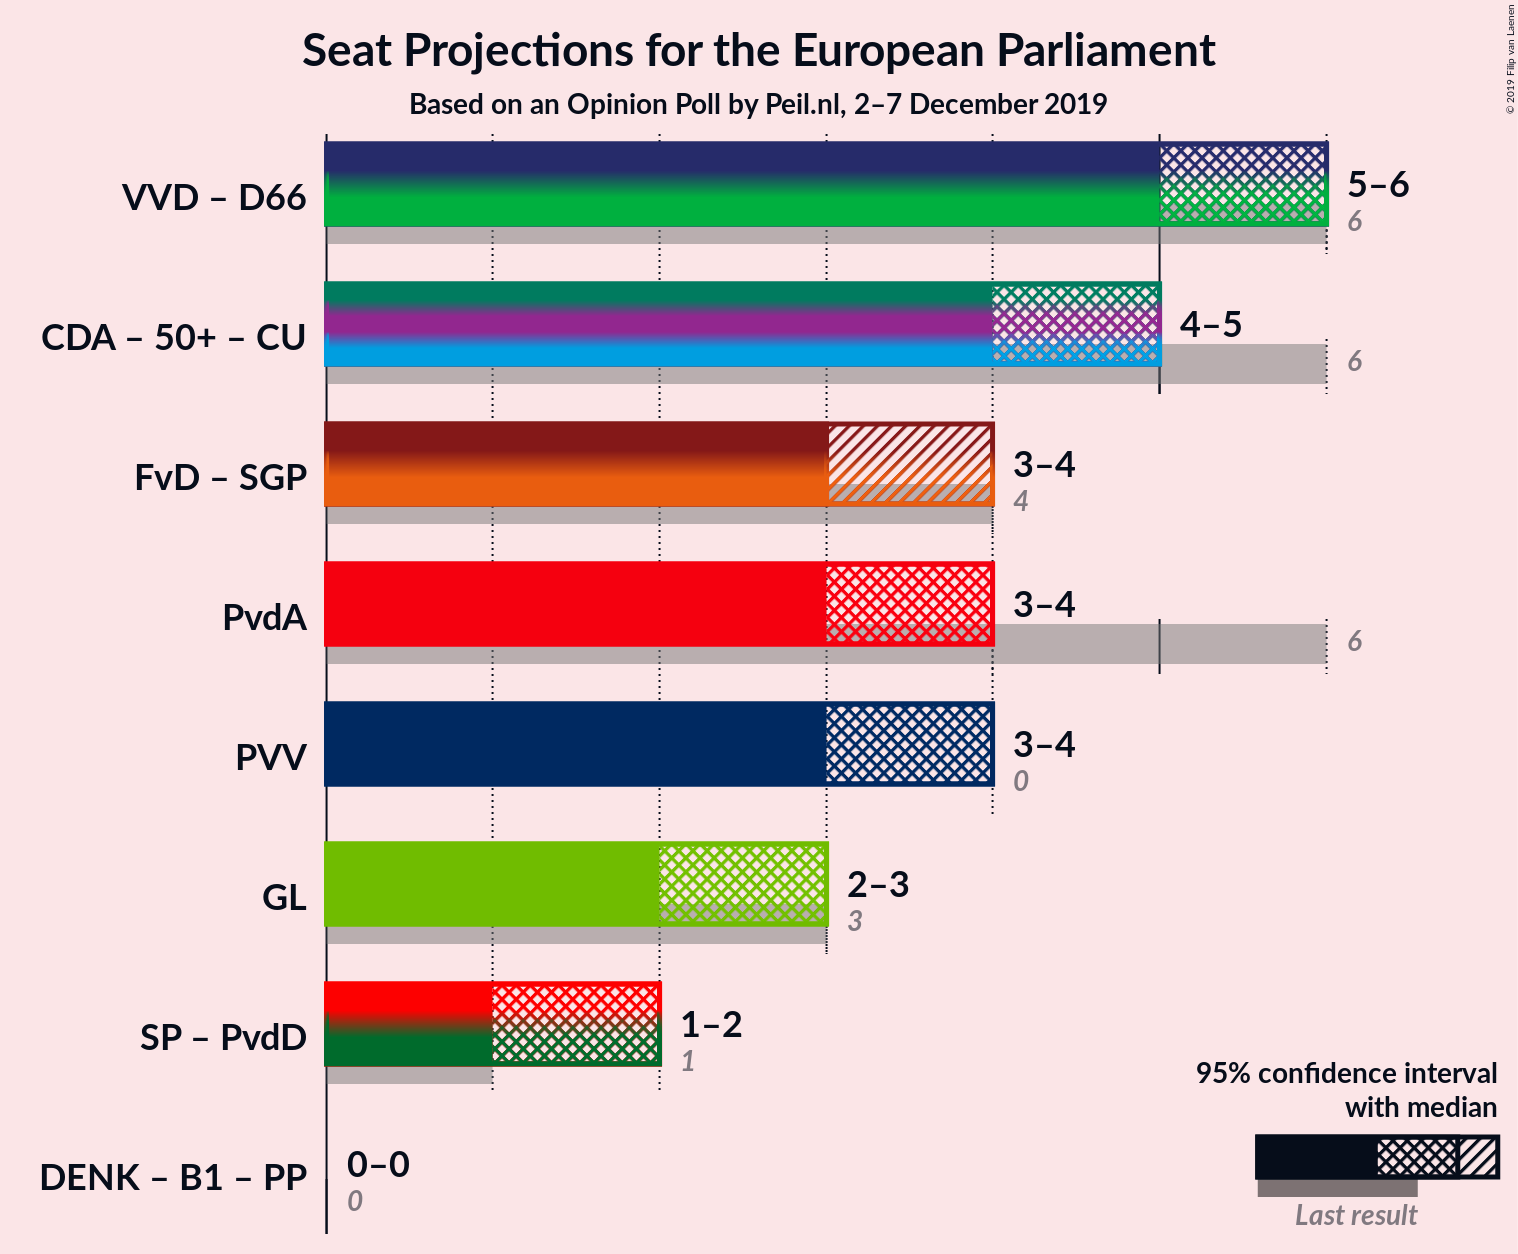 Seat Projections for the European Parliament
Based on an Opinion Poll by Peil.nl, 2–7 December 2019
© 2019 Filip van Laenen
VVD – D66
5–6
6
CDA – 50+ – CU
4–5
6
FvD – SGP
3–4
4
PvdA
3–4
6
PVV
3–4
0
GL
2–3
3
SP – PvdD
1–2
1
DENK – B1 – PP
0–0
0
95% confidence interval
with median
Last result